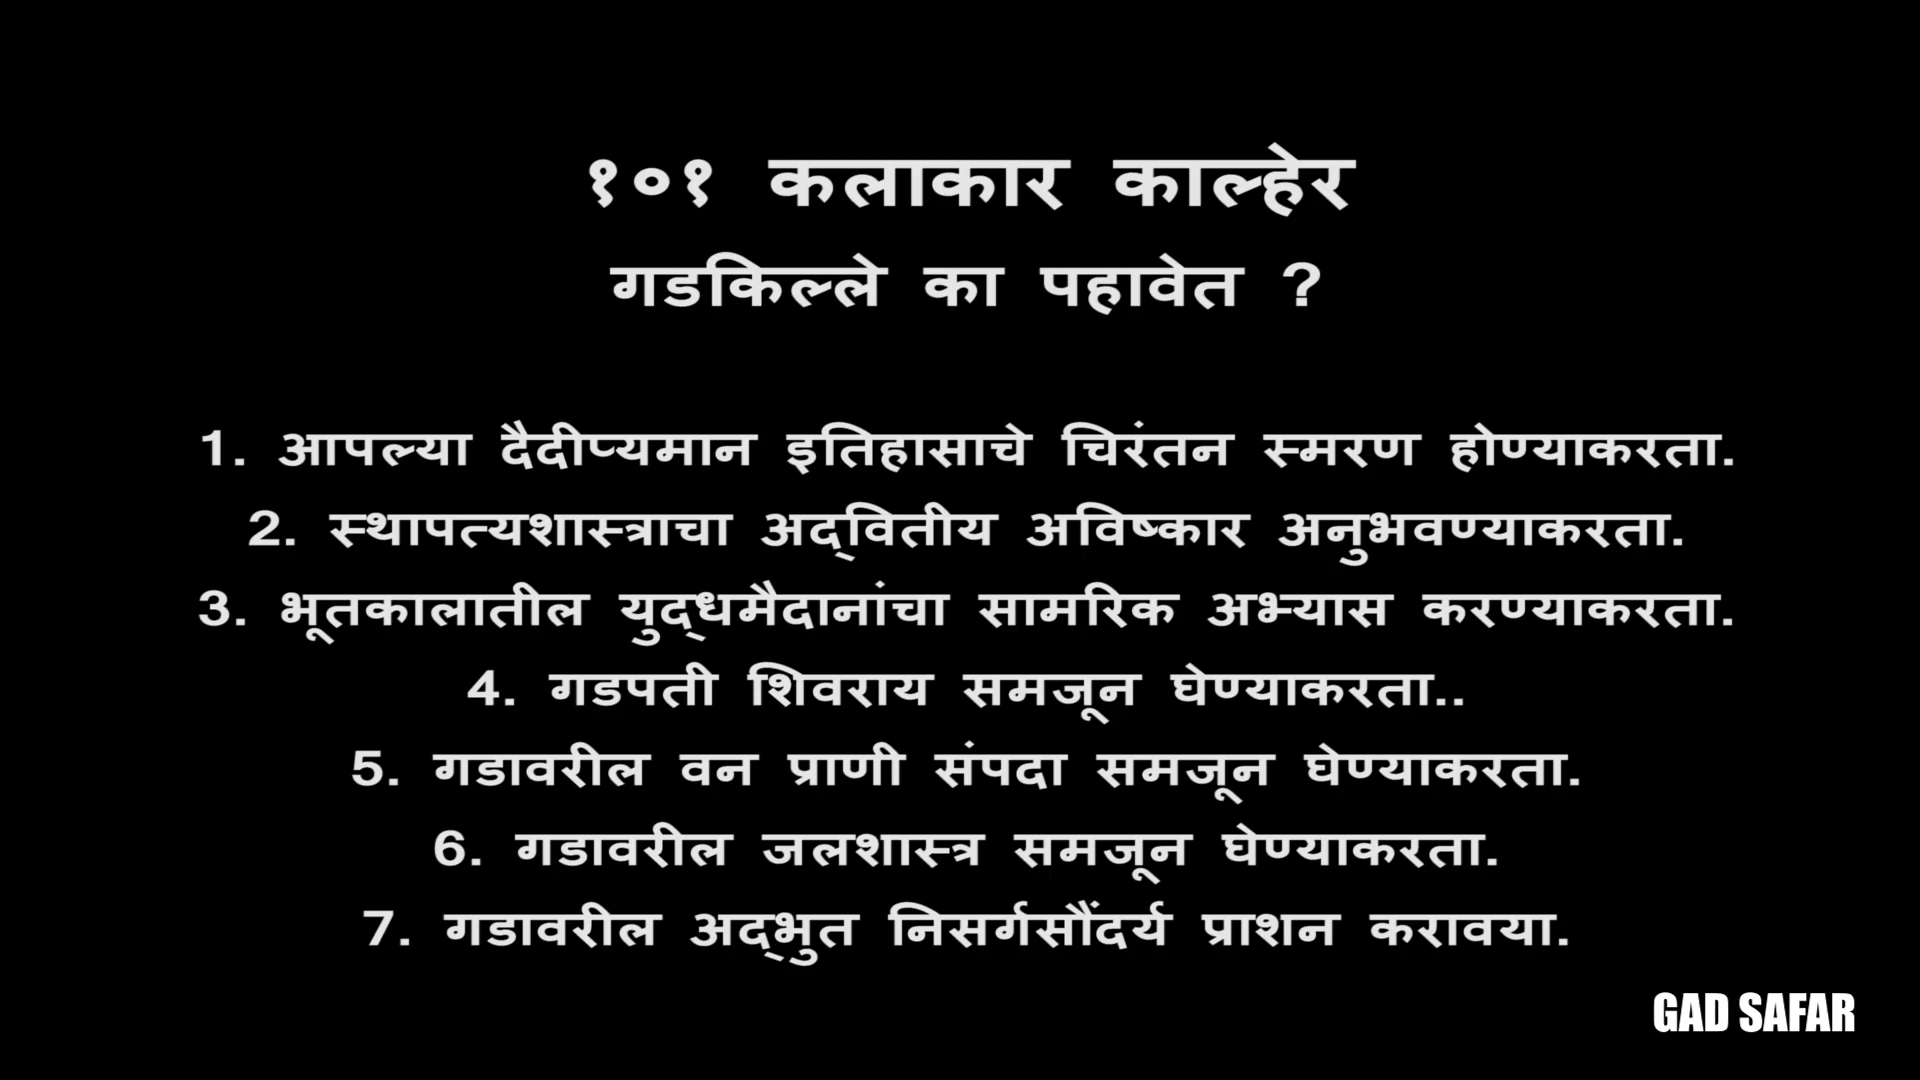 १०१ कलाकार काल्हेर
गडकिल्ले का पहावेत ?
1. आपल्या दैदीप्यमान इतिहासाचे चिरंतन स्मरण होण्याकरता.
2. स्थापत्यशास्त्राचा अद्‌वितीय अविष्कार अनुभवण्याकरता.
3. भूतकालातील युद्‌धमैदानांचा सामरिक अभ्यास करण्याकरता.
4. गडपती शिवराय समजून घेण्याकरता..
5. गडावरील वन प्राणी संपदा समजून घेण्याकरता.
6. गडावरील जलशास्त्र समजून घेण्याकरता.
7. गडावरील अद्‌भुत निसर्गसौंदर्य प्राशन करावया.
GAD SAFAR